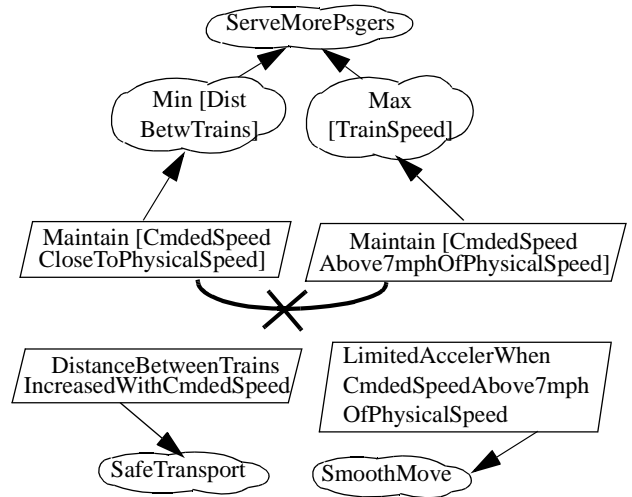 ServeMorePsgers
Min [Dist
BetwTrains]
Max
[TrainSpeed]
Maintain [CmdedSpeed
CloseToPhysicalSpeed]
Maintain [CmdedSpeed
Above7mphOfPhysicalSpeed]
DistanceBetweenTrains
IncreasedWithCmdedSpeed
LimitedAccelerWhen
CmdedSpeedAbove7mph
OfPhysicalSpeed
SafeTransport
SmoothMove